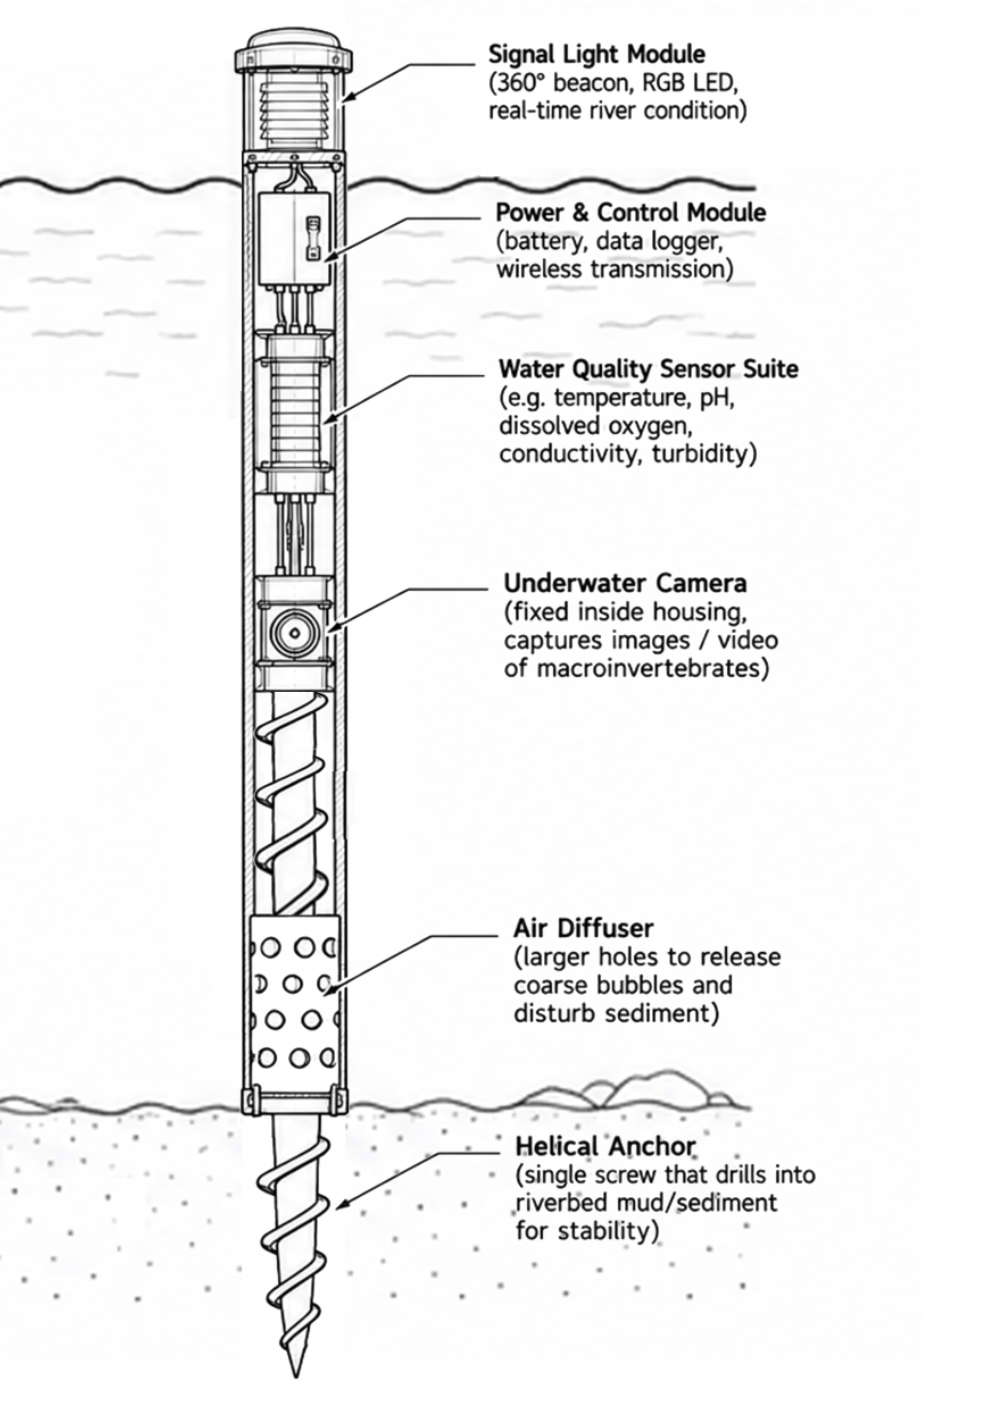 Signal Light Module
(360° beacon, RGB LED,
real-time river condition)
Power & Control Module
(battery, data logger,
wireless transmission)
Water Quality Sensor Suite
(e.g. temperature, pH,
dissolved oxygen,
conductivity, turbidity)
Underwater Camera
(fixed inside housing,
captures images / video
of macroinvertebrates)
Air Diffuser
(larger holes to release
coarse bubbles and
disturb sediment)
Helical Anchor
(single screw that drills into
riverbed mud/sediment
for stability)